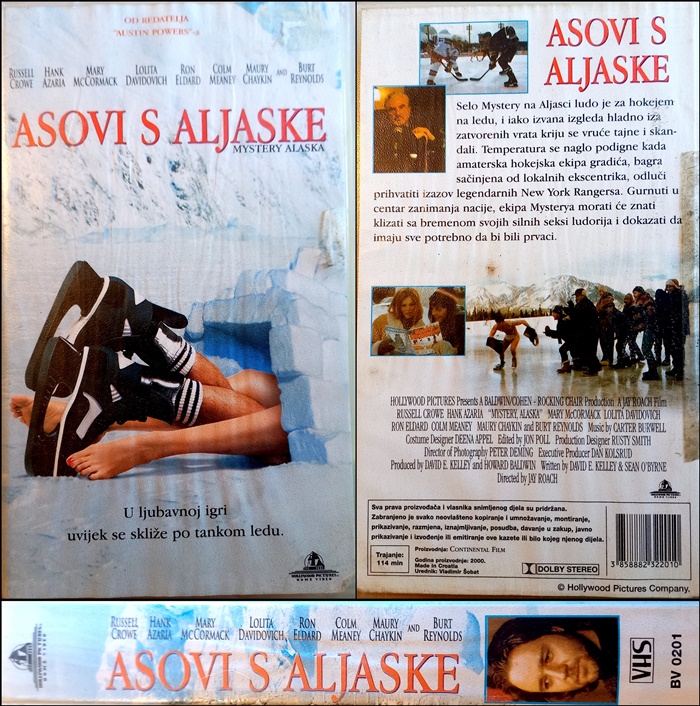 OD REDATELJA
"AUSTIN POWERS"-a
RUSSELL CROWE HANK AZARIA MARY McCORMACK LOLITA DAVIDOVICH RON ELDARD COLM MEANEY MAURY CHAYKIN AND BURT REYNOLDS
ASOVI S ALJASKE
MYSTERY ALASKA
U ljubavnoj igri
uvijek se skliže po tankom ledu.
HOLLYWOOD PICTURES
HOME VIDEO
ASOVI S
ALJASKE
Selo Mystery na Aljasci ludo je za hokejem
na ledu, i iako izvana izgleda hladno iza
zatvorenih vrata kriju se vruće tajne i skan-
dali. Temperatura se naglo podigne kada
amaterska hokejska ekipa gradića, bagra
sačinjena od lokalnih ekscentrika, odluči
prihvatiti izazov legendarnih New York Rangersa. Gurnuti u
centar zanimanja nacije, ekipa Mysterya morati će znati
klizati sa bremenom svojih silnih seksi ludorija i dokazati da
imaju sve potrebno da bi bili prvaci.
HOLLYWOOD PICTURES Presents A BALDWIN/COHEN - ROCKING CHAIR Production A JAY ROACH Film
RUSSELL CROWE HANK AZARIA "MYSTERY, ALASKA" MARY McCORMACK LOLITA DAVIDOVICH
RON ELDARD COLM MEANEY MAURY CHAYKIN and BURT REYNOLDS Music by CARTER BURWELL
Costume Designer DEENA APPEL Edited by JON POLL Production Designer RUSTY SMITH
Director of Photography PETER DEMING Executive Producer DAN KOLSRUD
Produced by DAVID E. KELLEY and HOWARD BALDWIN Written by DAVID E. KELLEY & SEAN O'BYRNE
Directed by JAY ROACH
Sva prava proizvođača i vlasnika snimljenog djela su pridržana.
Zabranjeno je svako neovlašteno kopiranje i umnožavanje, montiranje,
prikazivanje, razmjena, iznajmljivanje, posudba, davanje u zakup, javno
prikazivanje i izvođenje ili emitiranje ove kazete ili bilo kojeg njenog dijela.
Trajanje:
114 min
Proizvodnja: CONTINENTAL FILM
Godina proizvodnje: 2000.
Made in Croatia
Urednik: Vladimir Šobat
DOLBY STEREO
3 858882 322010
© Hollywood Pictures Company.
HOLLYWOOD PICTURES
HOME VIDEO
RUSSELL CROWE HANK AZARIA MARY McCORMACK LOLITA DAVIDOVICH RON ELDARD COLM MEANEY MAURY CHAYKIN AND BURT REYNOLDS
ASOVI S ALJASKE
VHS
BV 0201